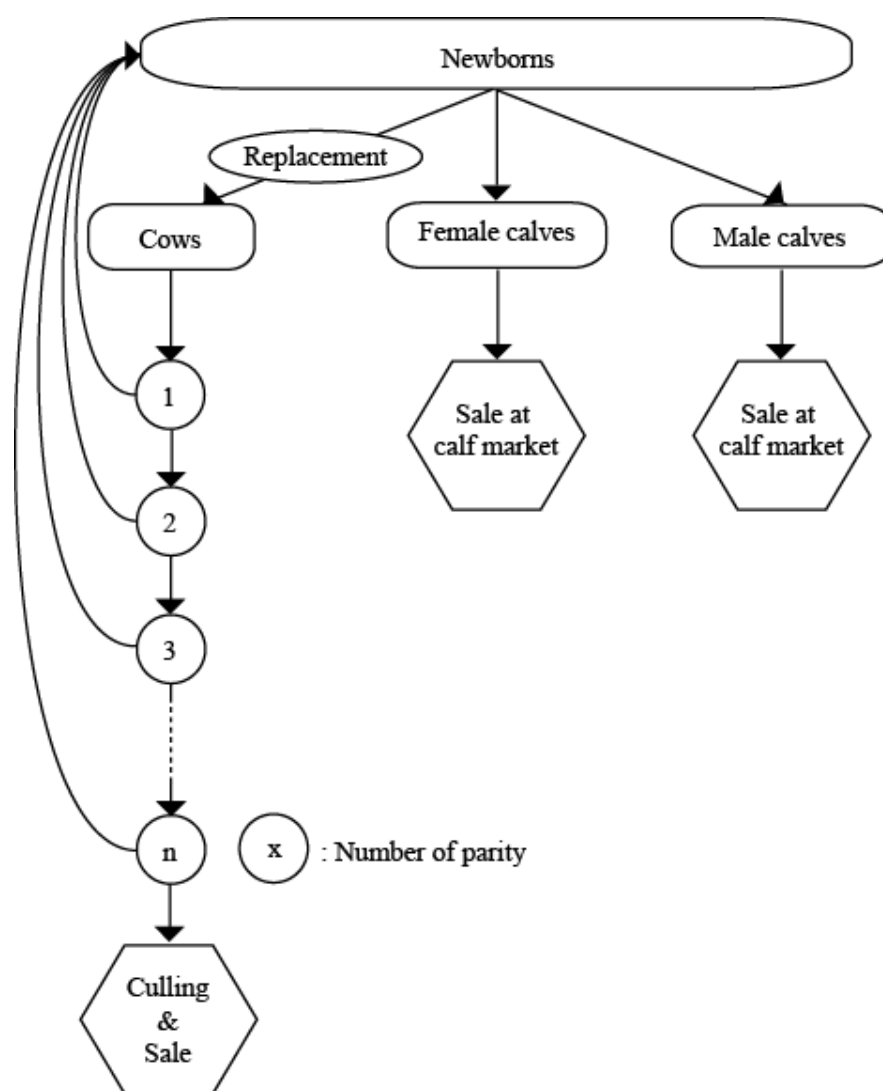 Newborns
Replacement
Cows
Female calves
Male calves
1
Sale at
calf market
Sale at
calf market
2
3
n
x
: Number of parity
Culling
&
Sale